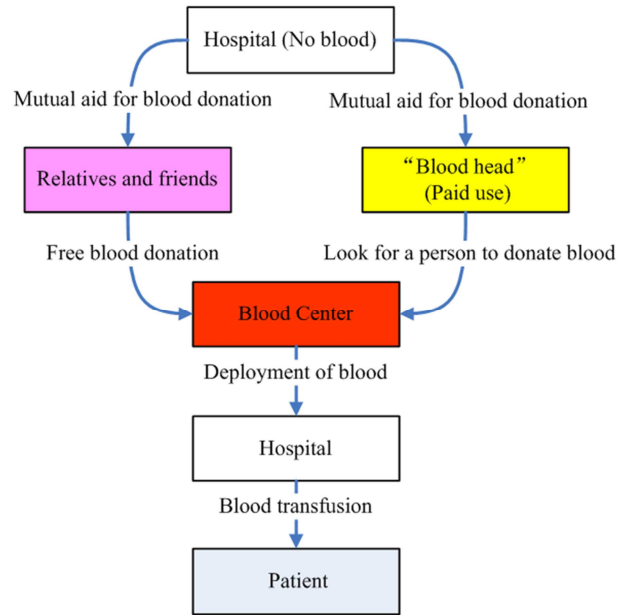 Hospital (No blood)
Mutual aid for blood donation
Mutual aid for blood donation
Relatives and friends
“Blood head”
(Paid use)
Free blood donation
Look for a person to donate blood
Blood Center
Deployment of blood
Hospital
Blood transfusion
Patient